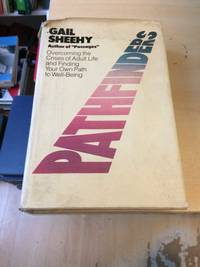 GAIL
SHEEHY
Author of "Passages"
Overcoming the
Crises of Adult Life
and Finding
Your Own Path
to Well-Being
PATHFINDERS